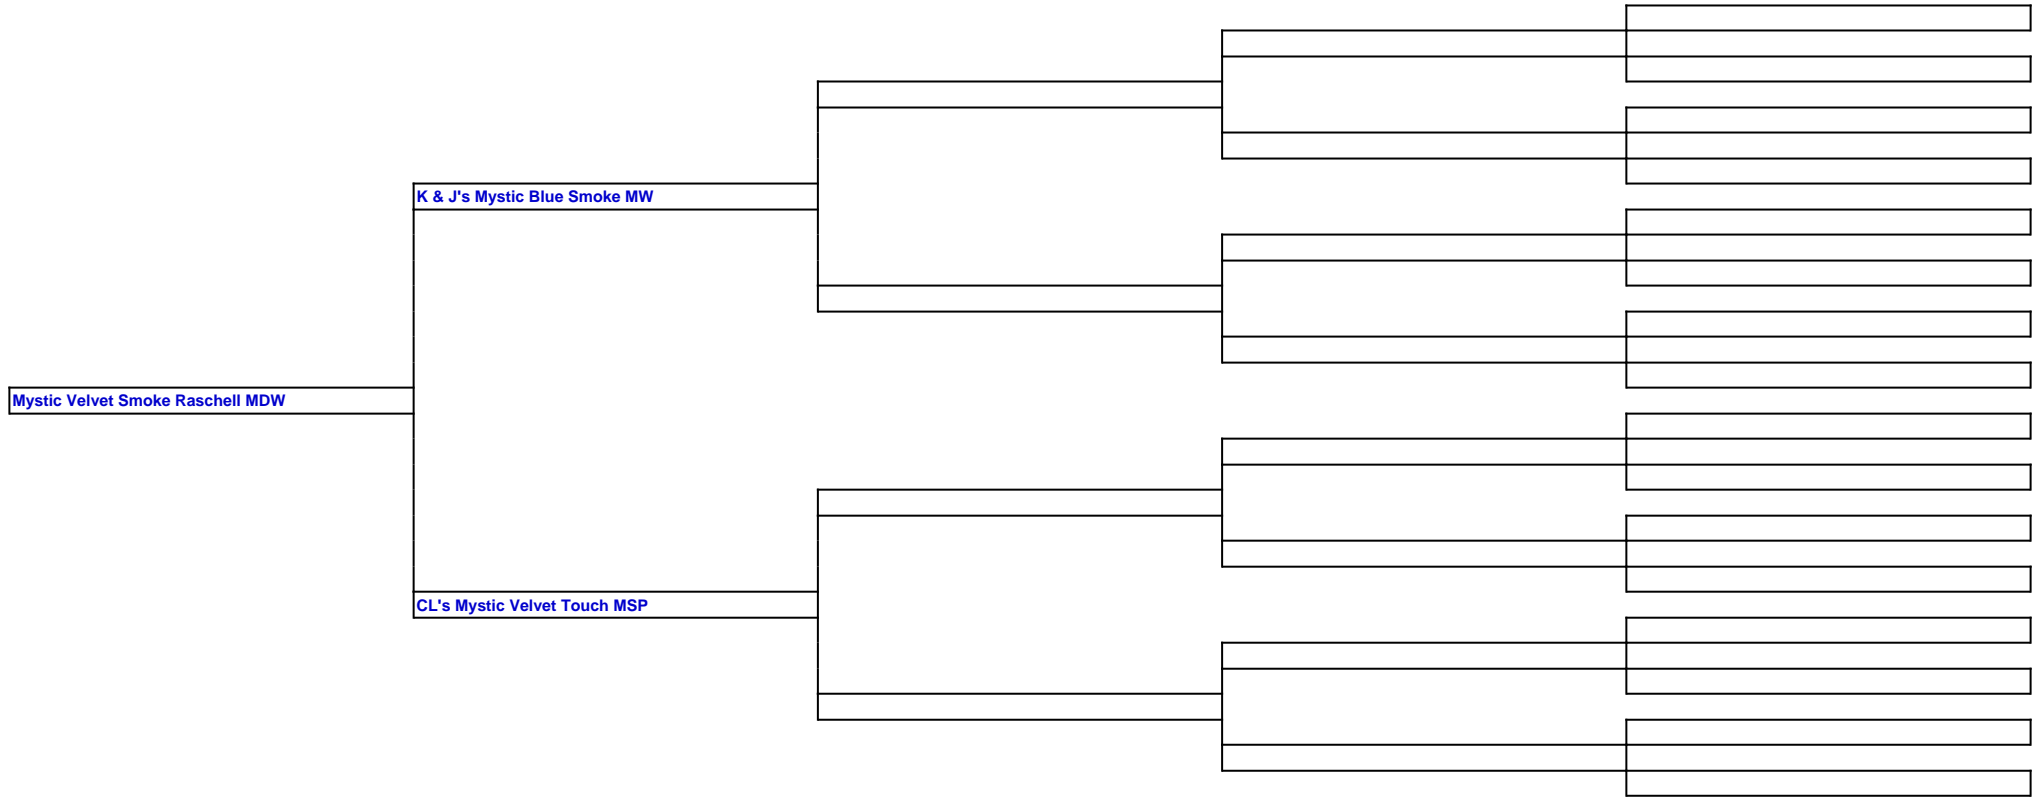 K & J's Mystic Blue Smoke MW
Mystic Velvet Smoke Raschell MDW
CL's Mystic Velvet Touch MSP